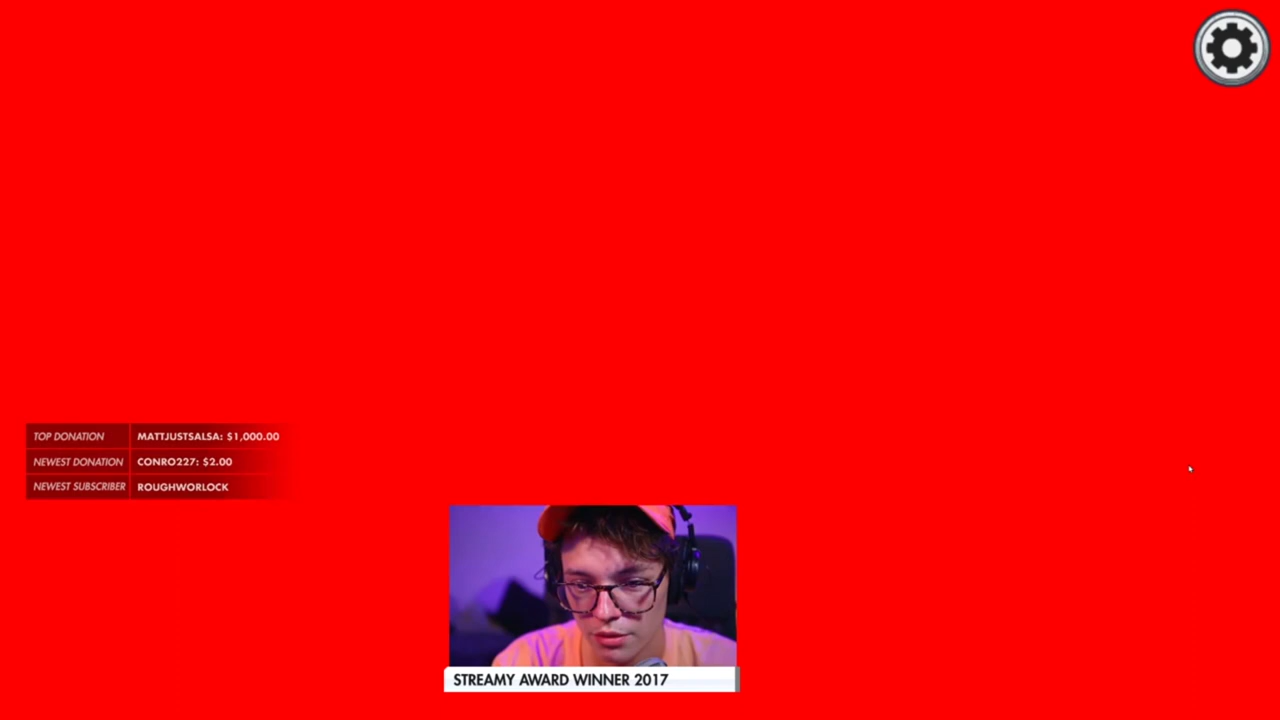 TOP DONATION MATTJUSTSALSA: $1,000.00
NEWEST DONATION CONRO227: $2.00
NEWEST SUBSCRIBER ROUGHWORLOCK
STREAMY AWARD WINNER 2017